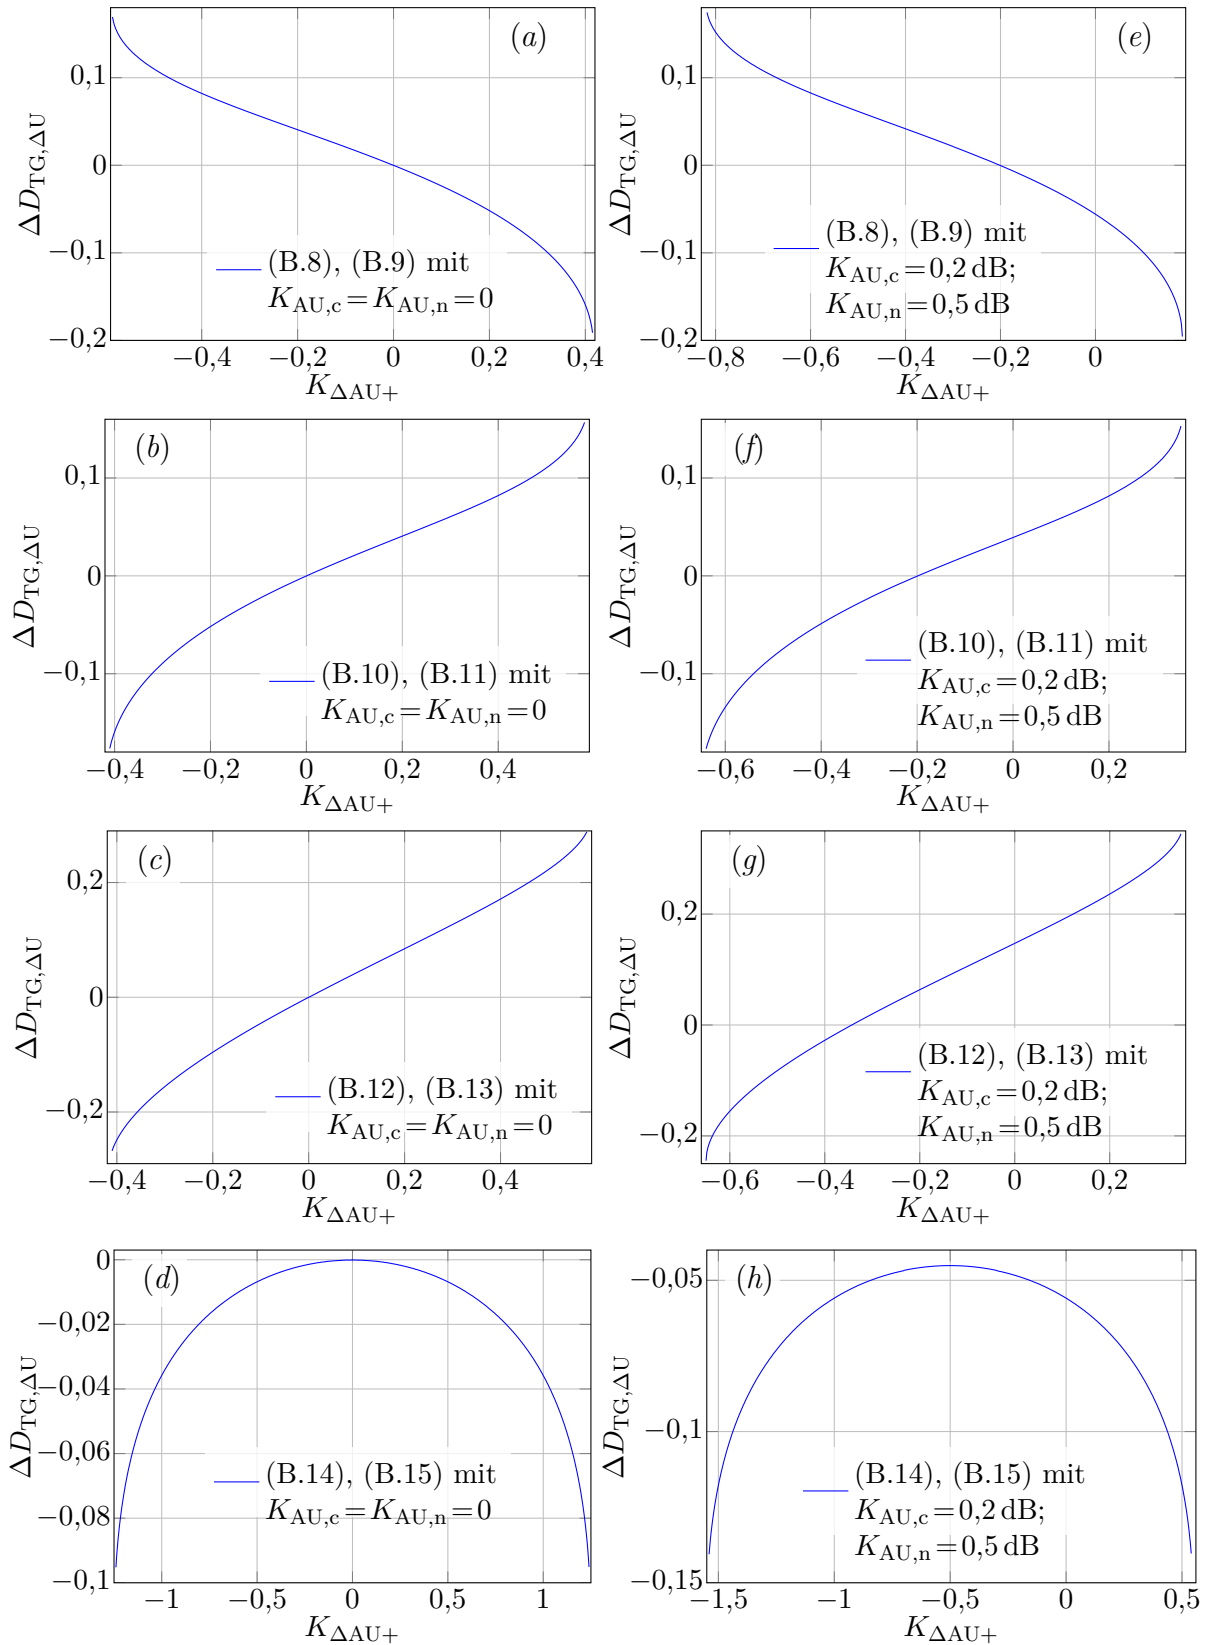 (a)
ΔD_TG,ΔU
0,1
0
−0,1
−0,2
(B.8), (B.9) mit
K_AU,c=K_AU,n=0
−0,4 −0,2 0 0,2 0,4
K_ΔAU+
(e)
ΔD_TG,ΔU
0,1
0
−0,1
−0,2
(B.8), (B.9) mit
K_AU,c=0,2 dB;
K_AU,n=0,5 dB
−0,8 −0,6 −0,4 −0,2 0
K_ΔAU+
(b)
ΔD_TG,ΔU
0,1
0
−0,1
(B.10), (B.11) mit
K_AU,c=K_AU,n=0
−0,4 −0,2 0 0,2 0,4
K_ΔAU+
(f)
ΔD_TG,ΔU
0,1
0
−0,1
(B.10), (B.11) mit
K_AU,c=0,2 dB;
K_AU,n=0,5 dB
−0,6 −0,4 −0,2 0 0,2
K_ΔAU+
(c)
ΔD_TG,ΔU
0,2
0
−0,2
(B.12), (B.13) mit
K_AU,c=K_AU,n=0
−0,4 −0,2 0 0,2 0,4
K_ΔAU+
(g)
ΔD_TG,ΔU
0,2
0
−0,2
(B.12), (B.13) mit
K_AU,c=0,2 dB;
K_AU,n=0,5 dB
−0,6 −0,4 −0,2 0 0,2
K_ΔAU+
(d)
ΔD_TG,ΔU
0
−0,02
−0,04
−0,06
−0,08
−0,1
(B.14), (B.15) mit
K_AU,c=K_AU,n=0
−1 −0,5 0 0,5 1
K_ΔAU+
(h)
ΔD_TG,ΔU
−0,05
−0,1
−0,15
(B.14), (B.15) mit
K_AU,c=0,2 dB;
K_AU,n=0,5 dB
−1,5 −1 −0,5 0 0,5
K_ΔAU+